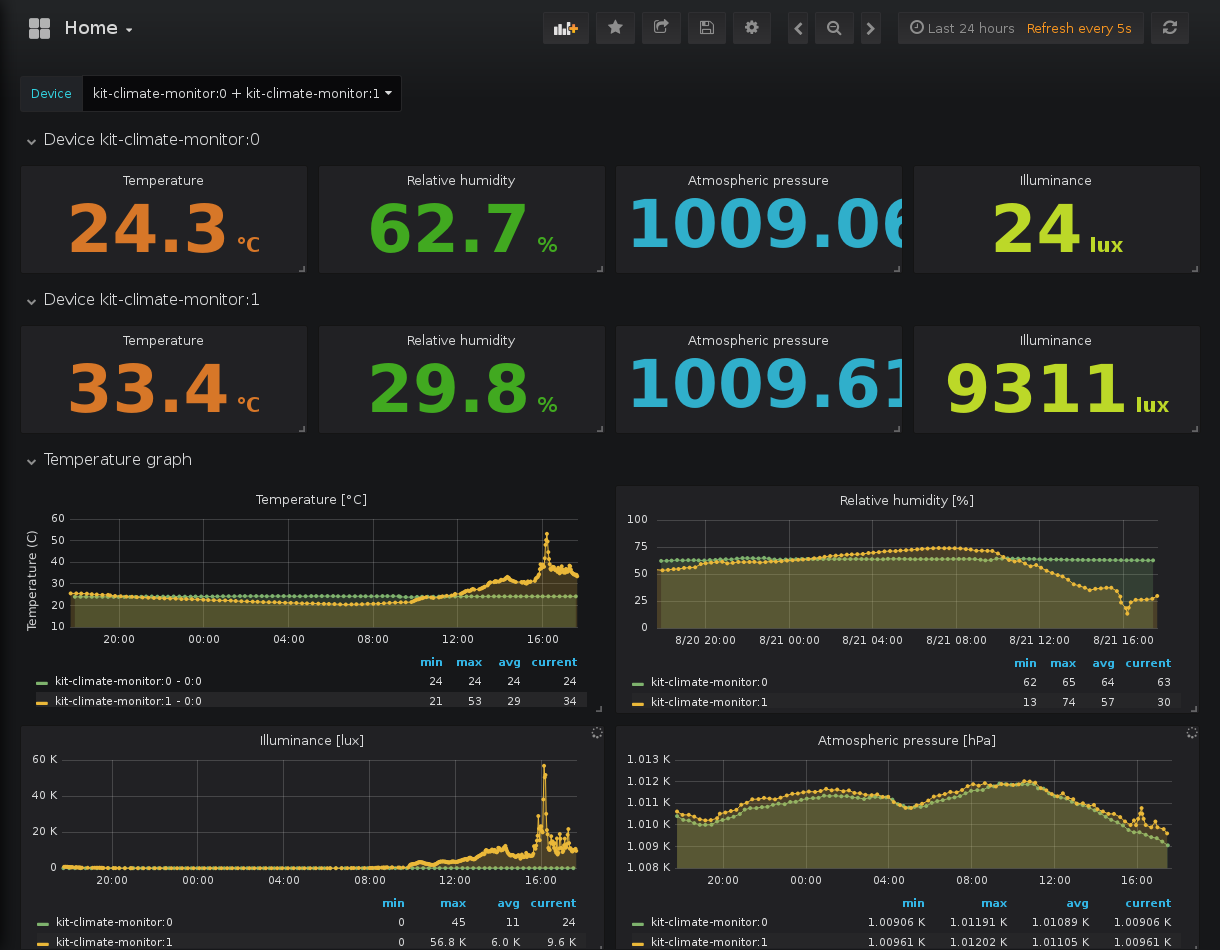 Home
Last 24 hours Refresh every 5s
Device kit-climate-monitor:0 + kit-climate-monitor:1
Device kit-climate-monitor:0
Temperature Relative humidity Atmospheric pressure Illuminance
24.3 °C 62.7 % 1009.06 24 lux
Device kit-climate-monitor:1
Temperature Relative humidity Atmospheric pressure Illuminance
33.4 °C 29.8 % 1009.61 9311 lux
Temperature graph
Temperature [°C]
Temperature (C)
60
50
40
30
20
10
20:00 00:00 04:00 08:00 12:00 16:00
min max avg current
kit-climate-monitor:0 - 0:0 24 24 24 24
kit-climate-monitor:1 - 0:0 21 53 29 34
Relative humidity [%]
100
75
50
25
0
8/20 20:00 8/21 00:00 8/21 04:00 8/21 08:00 8/21 12:00 8/21 16:00
min max avg current
kit-climate-monitor:0 62 65 64 63
kit-climate-monitor:1 13 74 57 30
Illuminance [lux]
60 K
40 K
20 K
0
20:00 00:00 04:00 08:00 12:00 16:00
min max avg current
kit-climate-monitor:0 0 45 11 24
kit-climate-monitor:1 0 56.8 K 6.0 K 9.6 K
Atmospheric pressure [hPa]
1.013 K
1.012 K
1.011 K
1.010 K
1.009 K
1.008 K
20:00 00:00 04:00 08:00 12:00 16:00
min max avg current
kit-climate-monitor:0 1.00906 K 1.01191 K 1.01089 K 1.00906 K
kit-climate-monitor:1 1.00961 K 1.01202 K 1.01105 K 1.00961 K